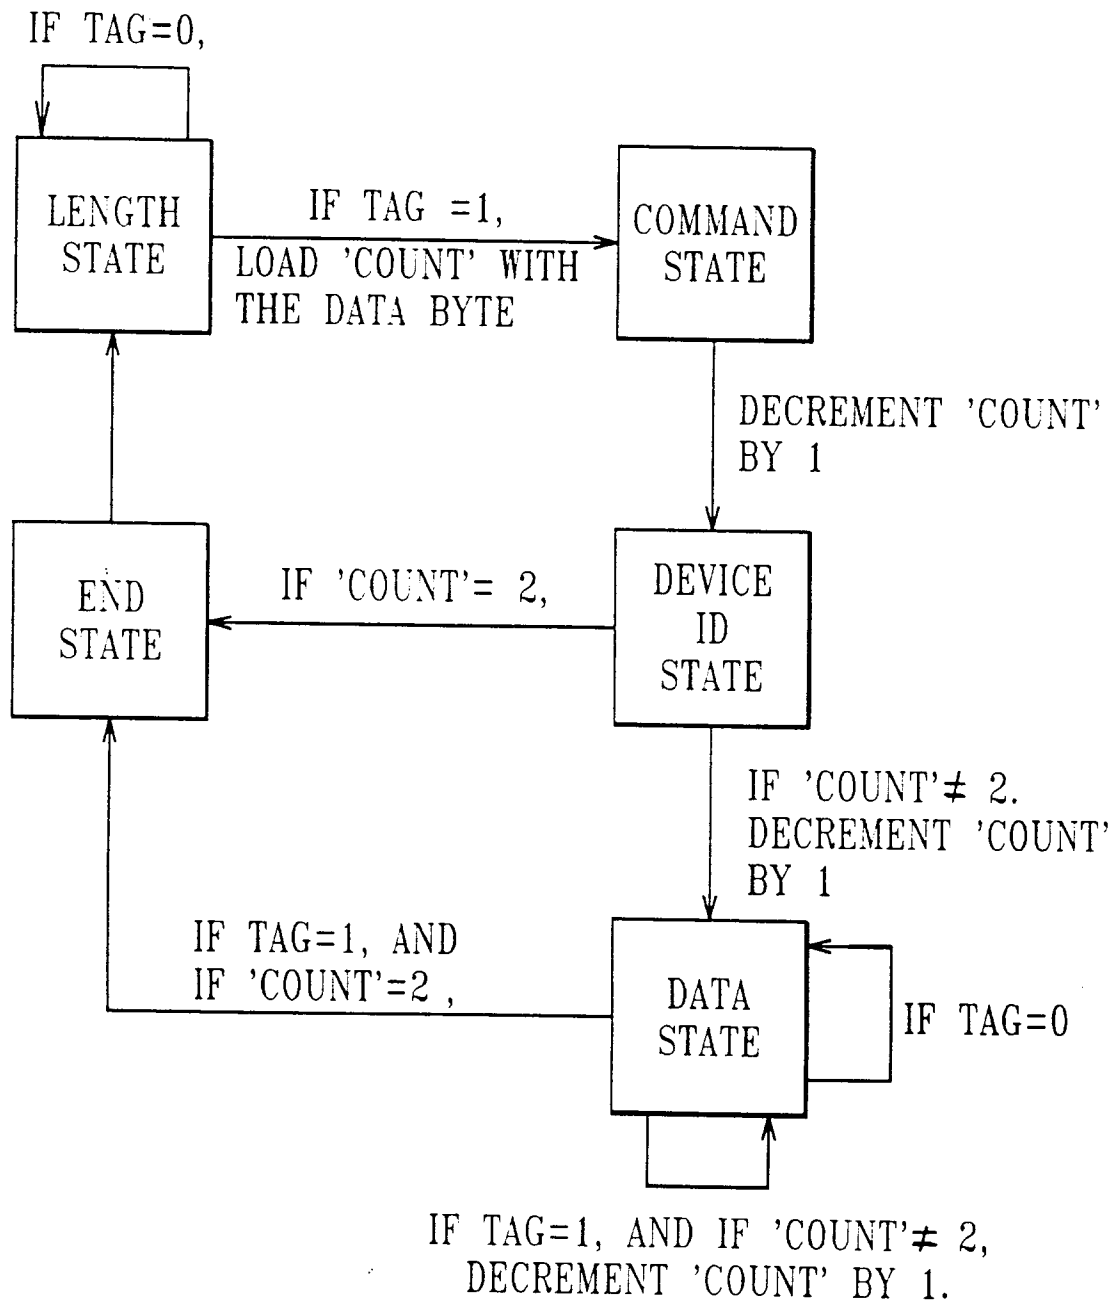 IF TAG=0,
LENGTH
STATE
IF TAG =1,
LOAD 'COUNT' WITH
THE DATA BYTE
COMMAND
STATE
DECREMENT 'COUNT'
BY 1
END
STATE
IF 'COUNT'= 2,
DEVICE
ID
STATE
IF 'COUNT'≠ 2.
DECREMENT 'COUNT'
BY 1
IF TAG=1, AND
IF 'COUNT'=2 ,
DATA
STATE
IF TAG=0
IF TAG=1, AND IF 'COUNT'≠ 2,
DECREMENT 'COUNT' BY 1.